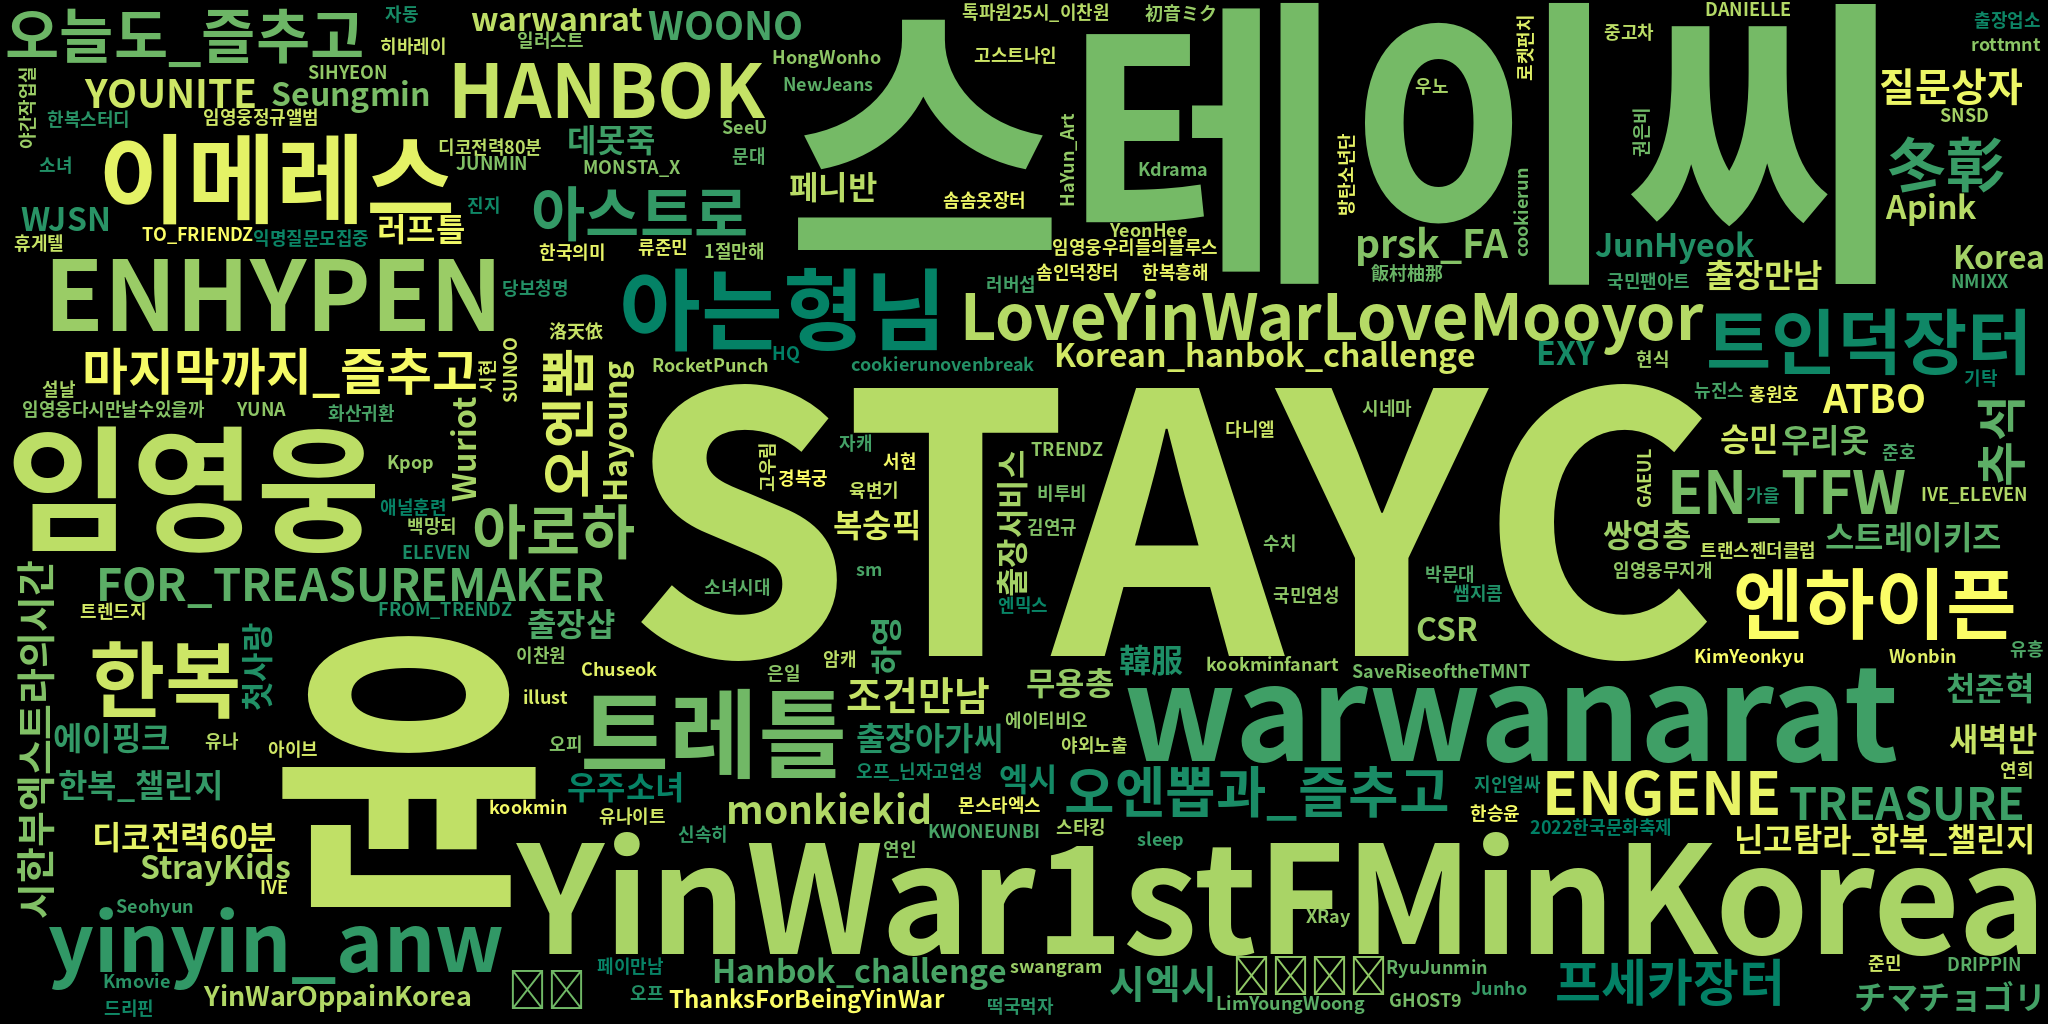 오늘도_즐추고
자동
warwanrat
WOONO
톡파원25시_이찬원
初音ミク
DANIELLE
출장업소
히바레이
일러스트
HongWonho
고스트나인
스테이씨
로켓펀치
중고차
rottmnt
야간작업실
YOUNITE
SIHYEON
Seungmin
HANBOK
NewJeans
우노
질문상자
한복스터디
임영웅정규앨범
SeeU
HaYun_Art
권은비
SNSD
소녀
이메레스
디코전력80분
JUNMIN
데못죽
MONSTA_X
문대
Kdrama
방탄소년단
cookierun
冬彰
WJSN
진지
아스트로
페니반
솜솜옷장터
Apink
휴게텔
TO_FRIENDZ
익명질문모집중
러프틀
한국의미
류준민
1절만해
YeonHee
임영웅우리들의블루스
prsk_FA
JunHyeok
Korea
ENHYPEN
당보청명
아는형님
러버섭
솜인덕장터
한복흥해
飯村柚那
국민팬아트
출장만남
NMIXX
LoveYinWarLoveMooyor
트인덕장터
마지막까지_즐추고
시현
SUNOO
洛天依
RocketPunch
HQ
cookierunovenbreak
Korean_hanbok_challenge
EXY
현식
기탁
설날
임영웅다시만날수있을까
YUNA
화산귀환
Wuriot
오엔뽑
Hayoung
STAYC
시네마
뉴진스
홍원호
ATBO
추석
임영웅
Kpop
자캐
고우림
경복궁
서현
TRENDZ
다니엘
승민
우리옷
준호
애널훈련
백망되
ELEVEN
아로하
육변기
복숭픽
출장서비스
비투비
김연규
수치
GAEUL
EN_TFW
가을
IVE_ELEVEN
쌍영총
트랜스젠더클럽
스트레이키즈
시한부엑스트라의시간
FOR_TREASUREMAKER
트렌드지
FROM_TRENDZ
소녀시대
sm
엔믹스
국민연성
박문대
쌤지콤
임영웅무지개
엔하이픈
한복
첫사랑
윤
출장샵
이찬원
Chuseok
은일
암캐
하영
韓服
kookminfanart
CSR
SaveRiseoftheTMNT
KimYeonkyu
Wonbin
유흥
에이핑크
유나
아이브
illust
오피
트레틀
조건만남
무용총
에이티비오
warwanarat
천준혁
출장아가씨
야외노출
새벽반
한복_챌린지
kookmin
우주소녀
유나이트
오프_닌자고연성
엑시
오엔뽑과_즐추고
지인얼싸
ENGENE
연희
TREASURE
디코전력60분
신속히
monkiekid
몬스타엑스
KWONEUNBI
스타킹
sleep
한승윤
2022한국문화축제
닌고탐라_한복_챌린지
StrayKids
IVE
연인
YinWar1stFMinKorea
XRay
Seohyun
yinyin_anw
Kmovie
드리핀
YinWarOppainKorea
페이만남
오프
Hanbok_challenge
swangram
ThanksForBeingYinWar
떡국먹자
시엑시
RyuJunmin
LimYoungWoong
GHOST9
Junho
프세카장터
준민
DRIPPIN
チマチョゴリ